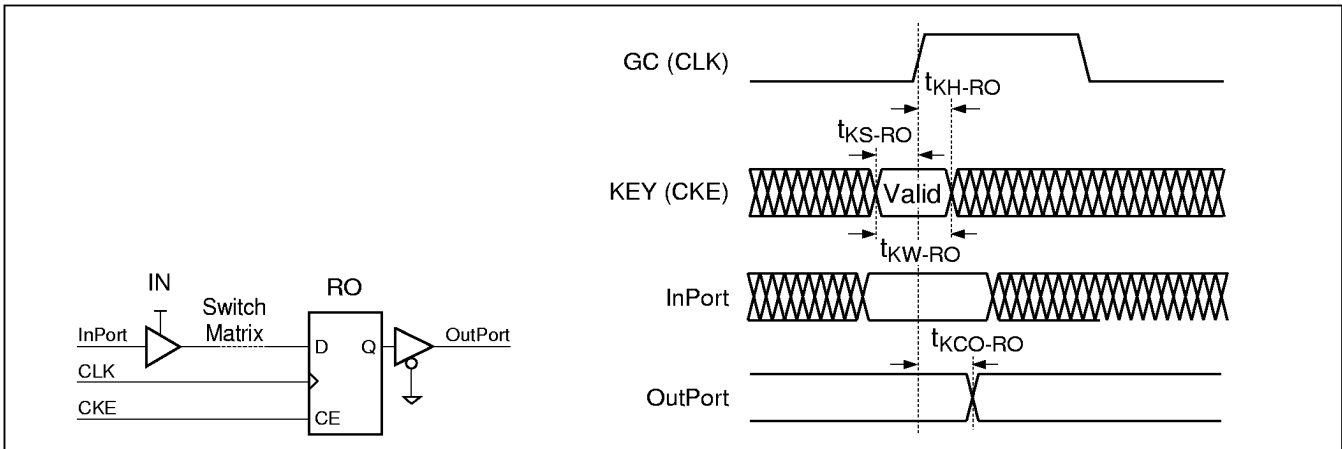 IN
RO
InPort
Switch
Matrix
D
Q
OutPort
CLK
CKE
CE
GC (CLK)
tKH-RO
tKS-RO
KEY (CKE)
Valid
tKW-RO
InPort
tKCO-RO
OutPort